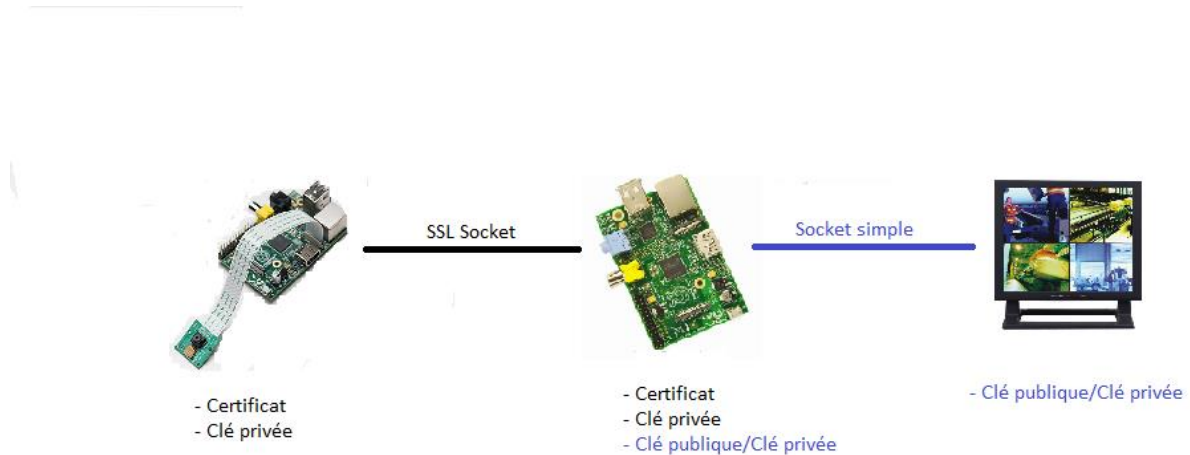 SSL Socket
Socket simple
- Certificat
- Clé privée
- Certificat
- Clé privée
- Clé publique/Clé privée
- Clé publique/Clé privée